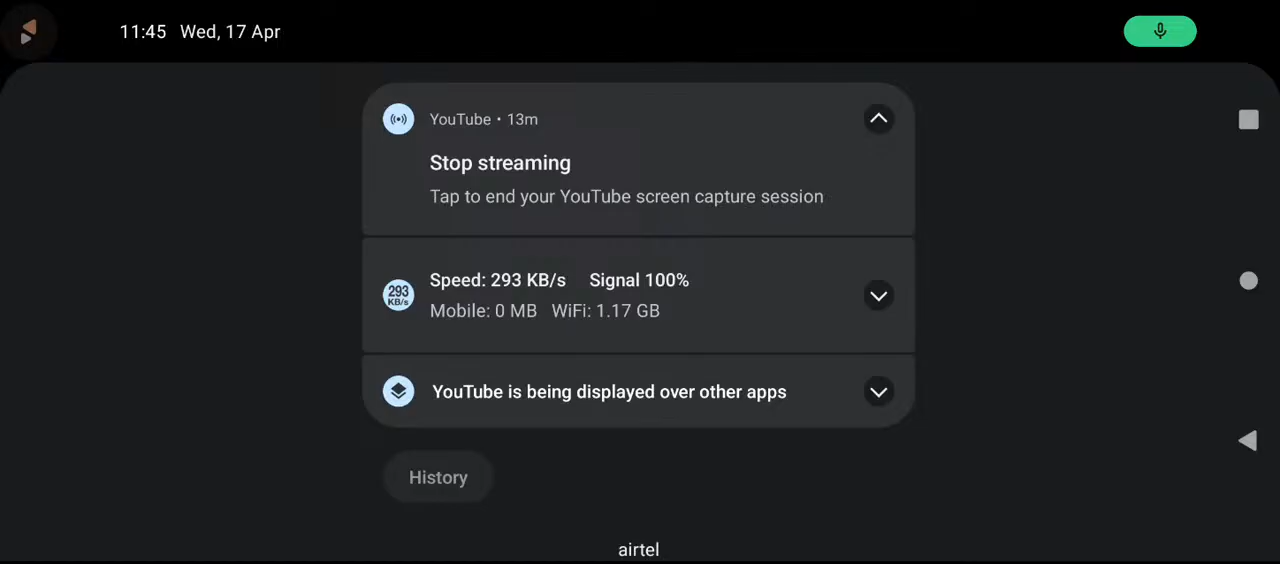 11:45 Wed, 17 Apr
YouTube • 13m
Stop streaming
Tap to end your YouTube screen capture session
293
KB/s
Speed: 293 KB/s Signal 100%
Mobile: 0 MB WiFi: 1.17 GB
YouTube is being displayed over other apps
History
airtel